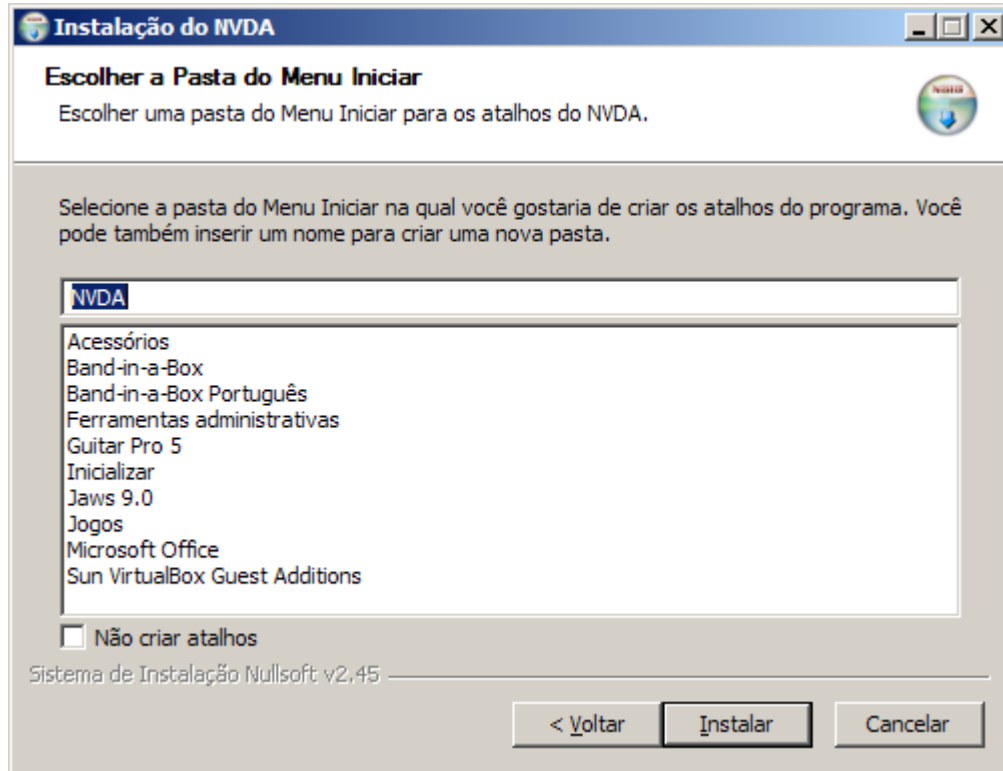 Instalação do NVDA
Escolher a Pasta do Menu Iniciar
Escolher uma pasta do Menu Iniciar para os atalhos do NVDA.
Selecione a pasta do Menu Iniciar na qual você gostaria de criar os atalhos do programa. Você
pode também inserir um nome para criar uma nova pasta.
NVDA
Acessórios
Band-in-a-Box
Band-in-a-Box Português
Ferramentas administrativas
Guitar Pro 5
Inicializar
Jaws 9.0
Jogos
Microsoft Office
Sun VirtualBox Guest Additions
Não criar atalhos
Sistema de Instalação Nullsoft v2.45
< Voltar
Instalar
Cancelar